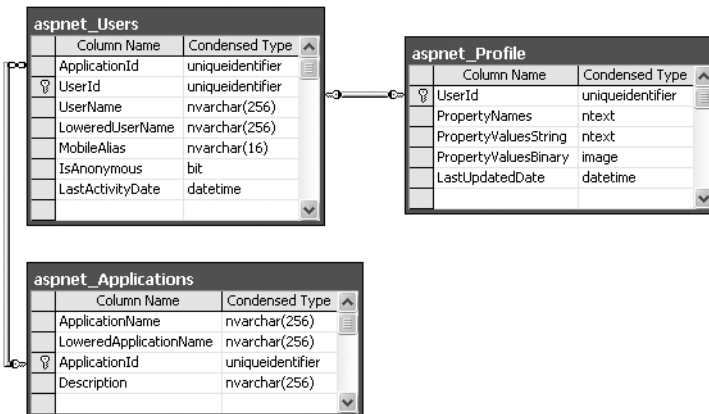 aspnet_Users
Column Name Condensed Type
ApplicationId uniqueidentifier
UserId uniqueidentifier
UserName nvarchar(256)
LoweredUserName nvarchar(256)
MobileAlias nvarchar(16)
IsAnonymous bit
LastActivityDate datetime
aspnet_Profile
Column Name Condensed Type
UserId uniqueidentifier
PropertyNames ntext
PropertyValuesString ntext
PropertyValuesBinary image
LastUpdatedDate datetime
aspnet_Applications
Column Name Condensed Type
ApplicationName nvarchar(256)
LoweredApplicationName nvarchar(256)
ApplicationId uniqueidentifier
Description nvarchar(256)